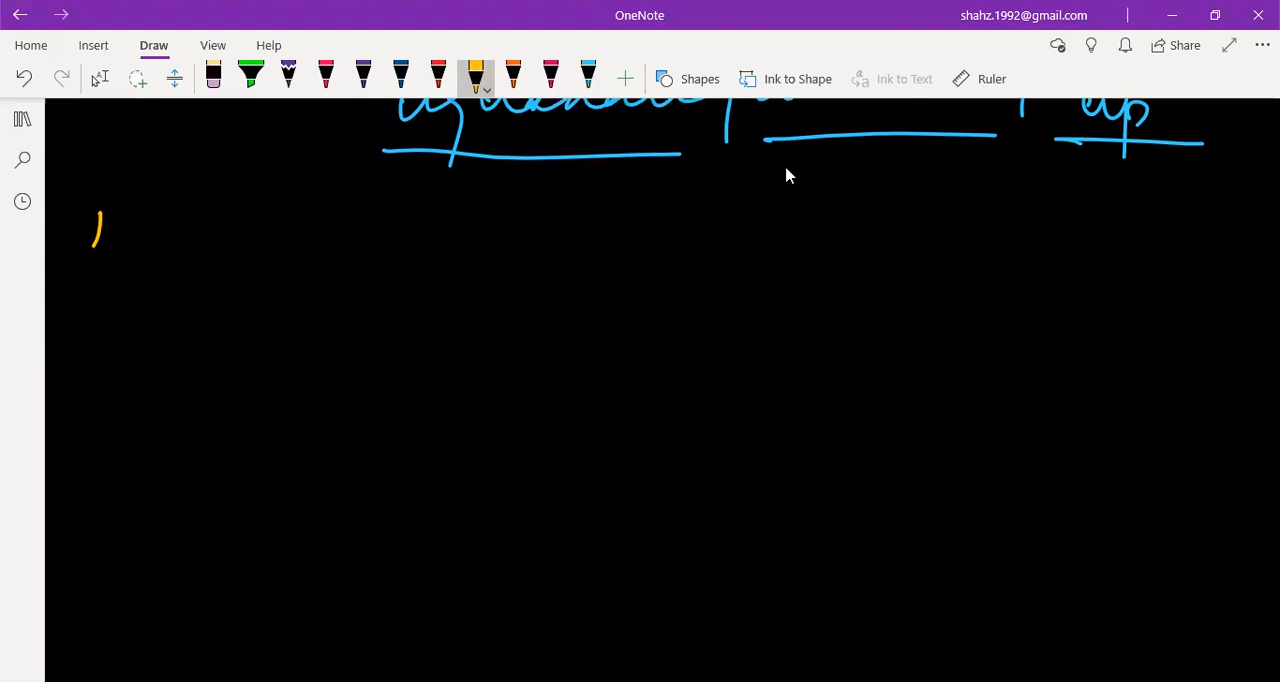 OneNote shahz.1992@gmail.com
Home Insert Draw View Help Share
Shapes Ink to Shape Ink to Text Ruler